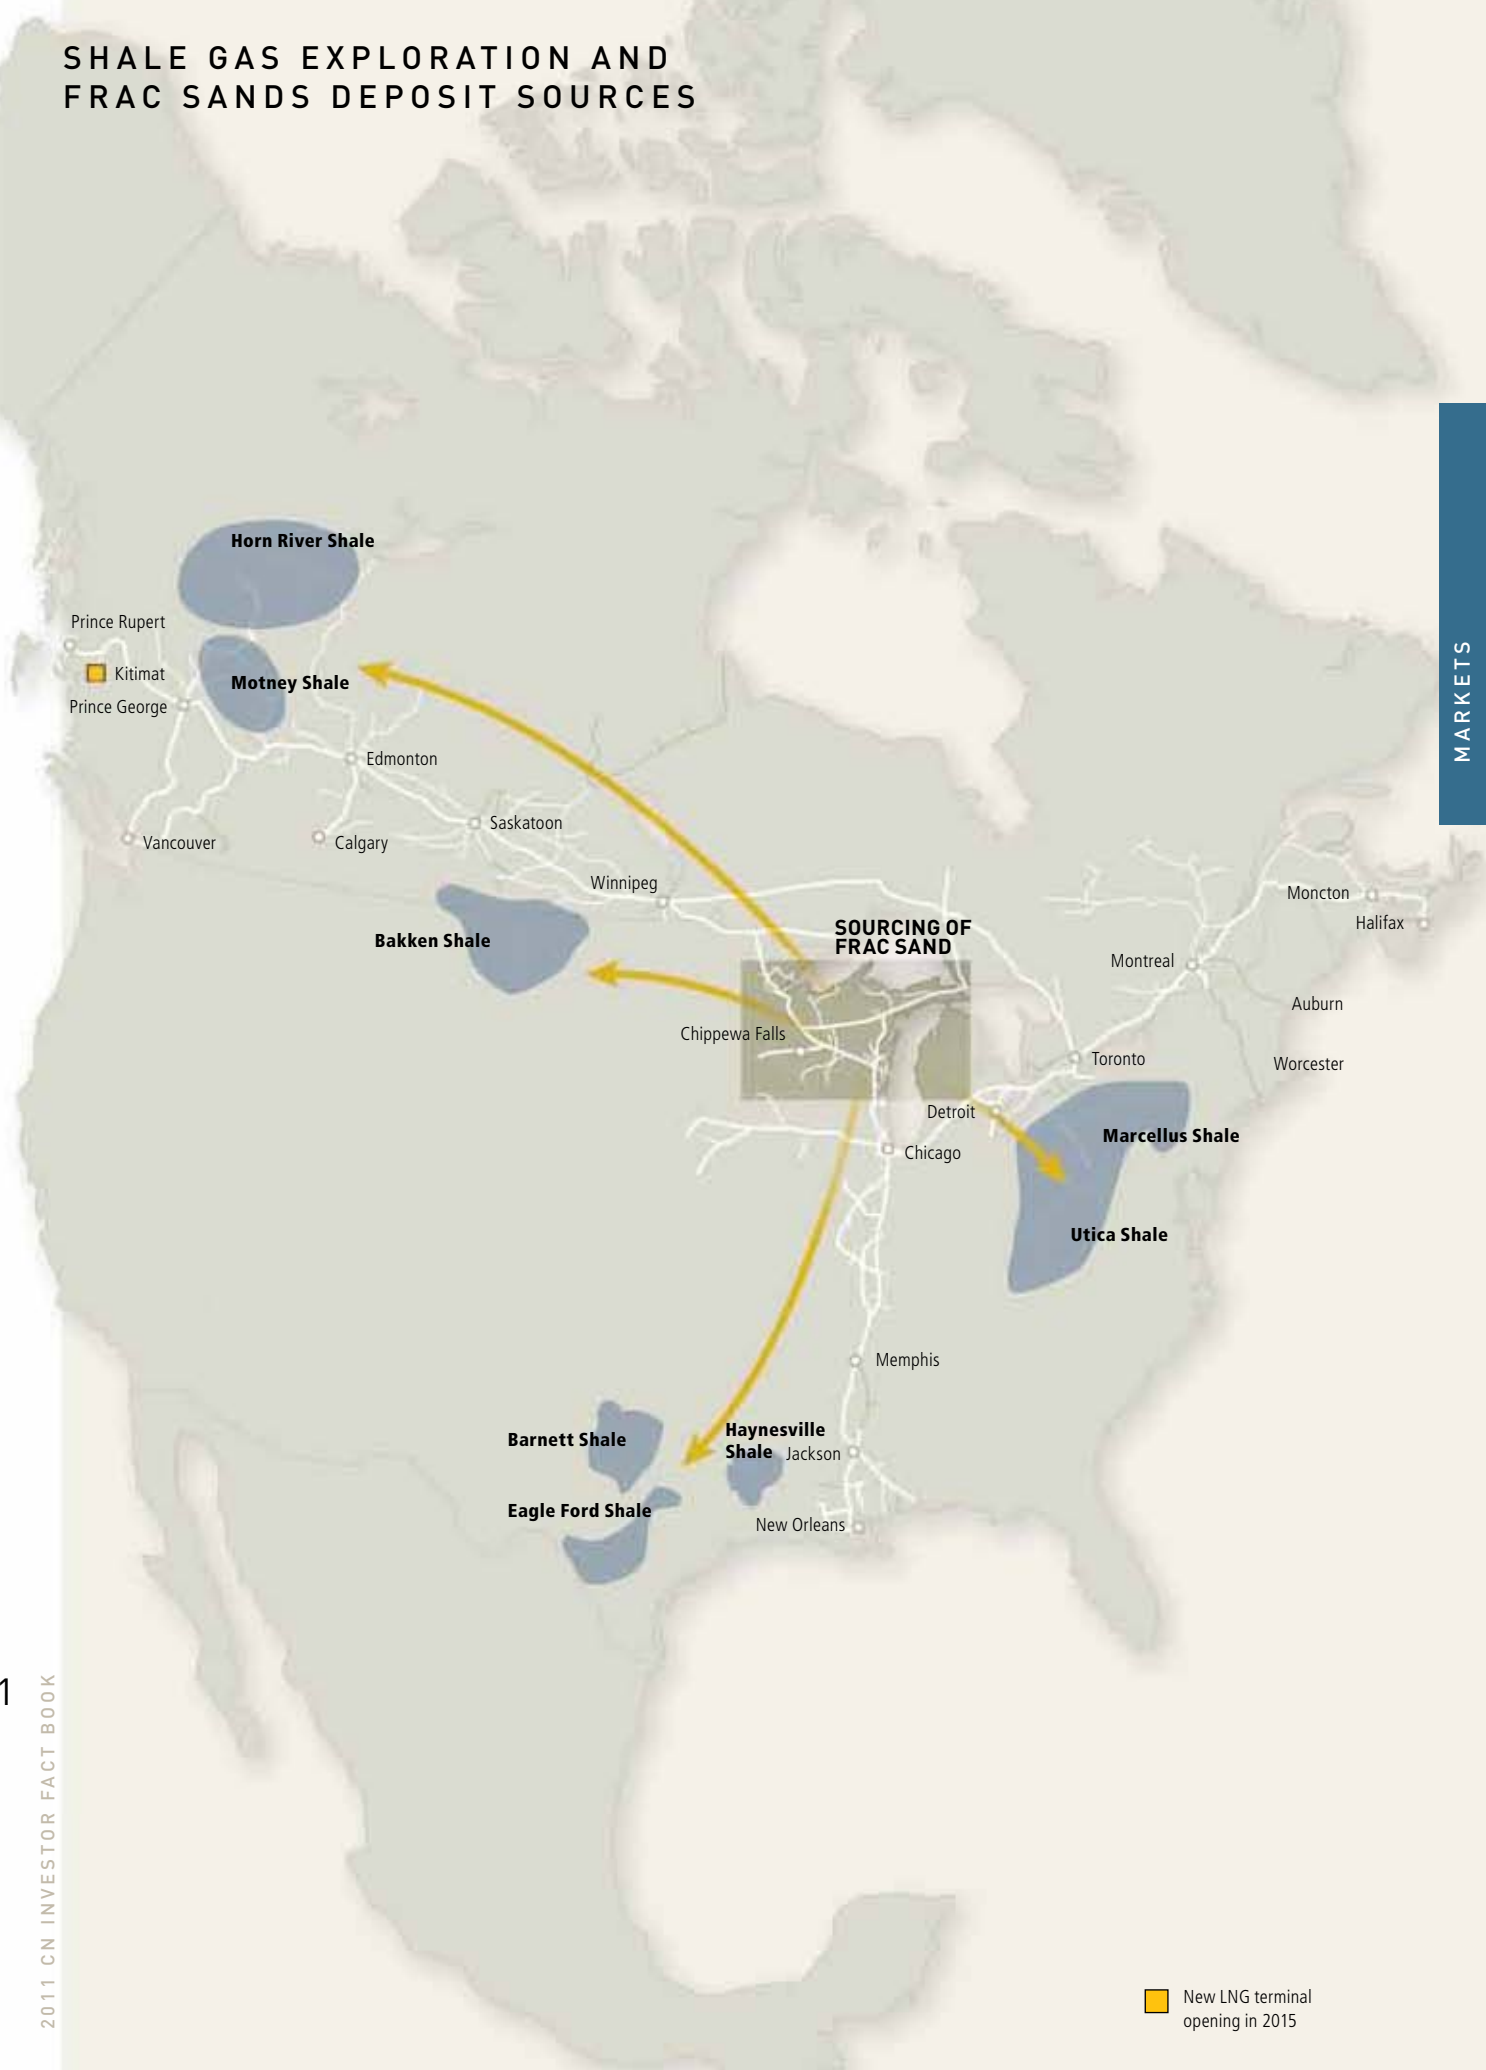 SHALE GAS EXPLORATION AND
FRAC SANDS DEPOSIT SOURCES
MARKETS
Horn River Shale
Prince Rupert
Kitimat
Motney Shale
Prince George
Edmonton
Saskatoon
Vancouver
Calgary
Winnipeg
Moncton
Halifax
Bakken Shale
SOURCING OF
FRAC SAND
Montreal
Auburn
Chippewa Falls
Toronto
Worcester
Detroit
Marcellus Shale
Chicago
Utica Shale
Memphis
Barnett Shale
Haynesville
Shale
Jackson
Eagle Ford Shale
New Orleans
1
2011 CN INVESTOR FACT BOOK
New LNG terminal
opening in 2015